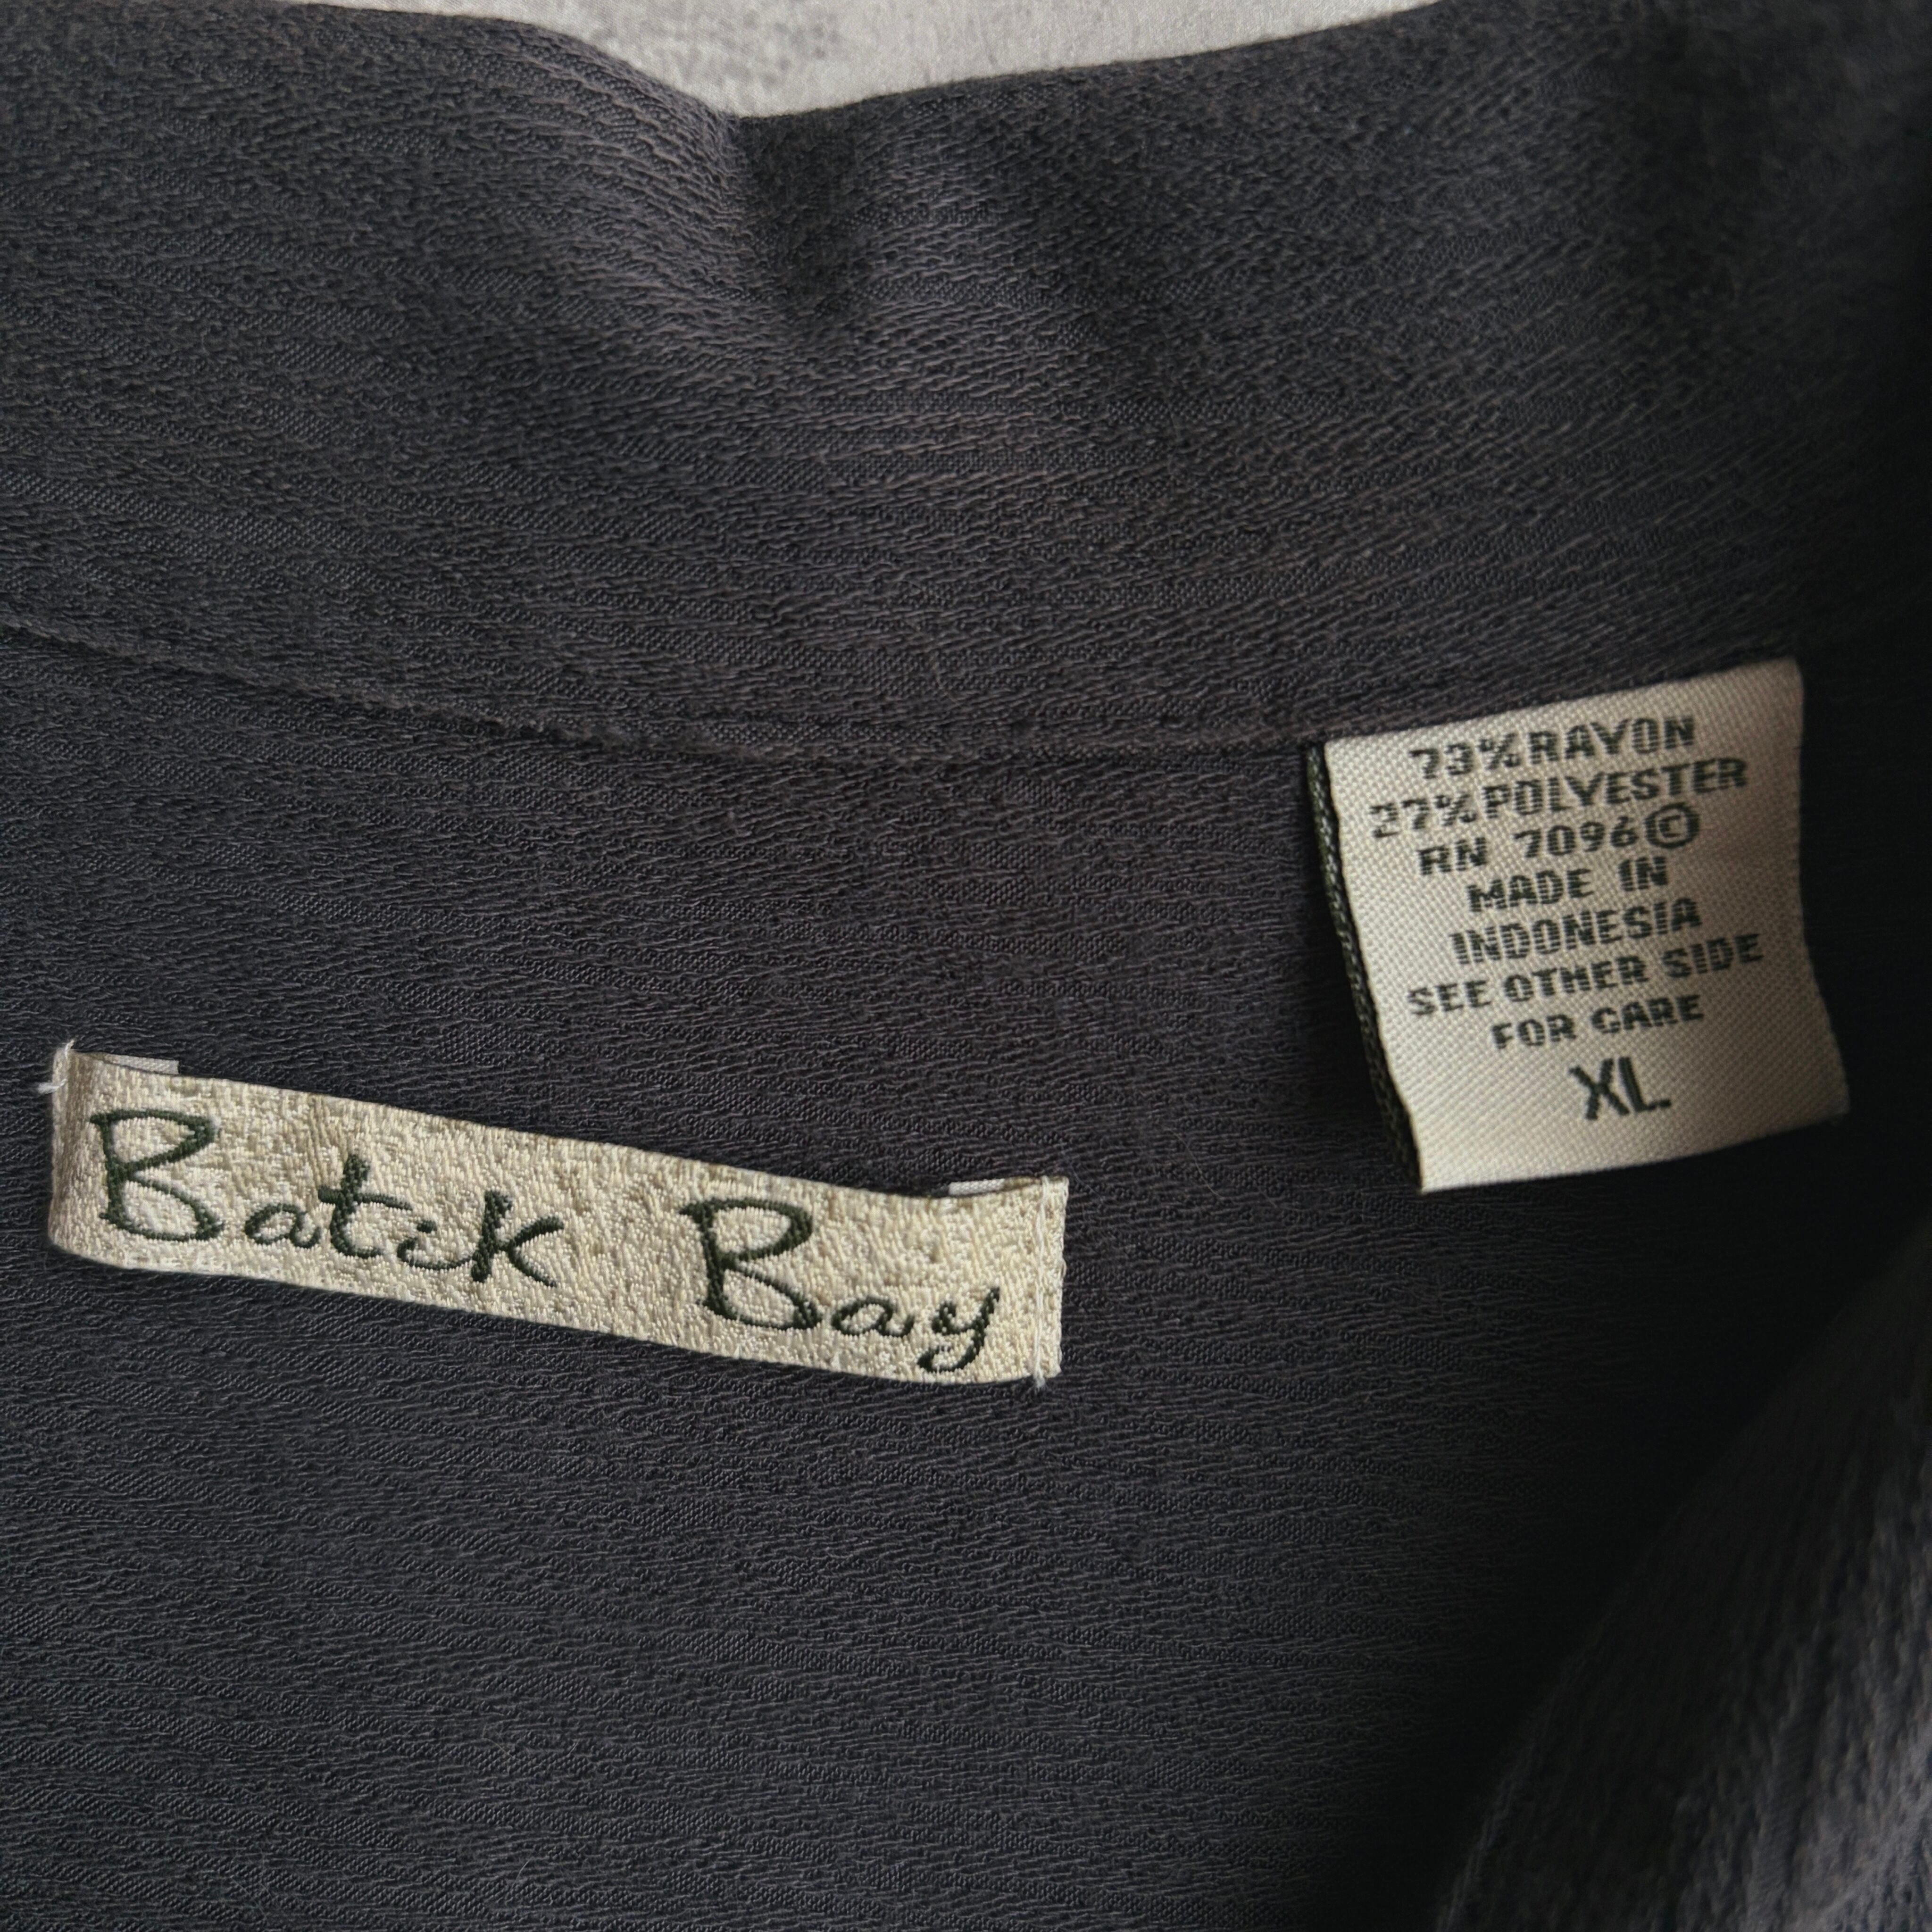 Batik Bay
73%RAYON
27%POLYESTER
RN 7096©
MADE IN
INDONESIA
SEE OTHER SIDE
FOR CARE
XL